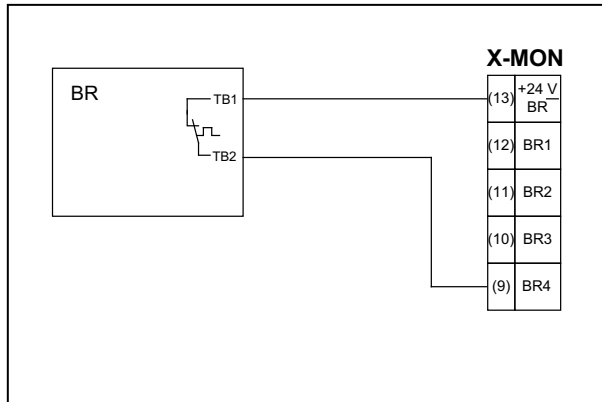 X-MON
BR
TB1
TB2
(13) +24 V
BR
(12) BR1
(11) BR2
(10) BR3
(9) BR4